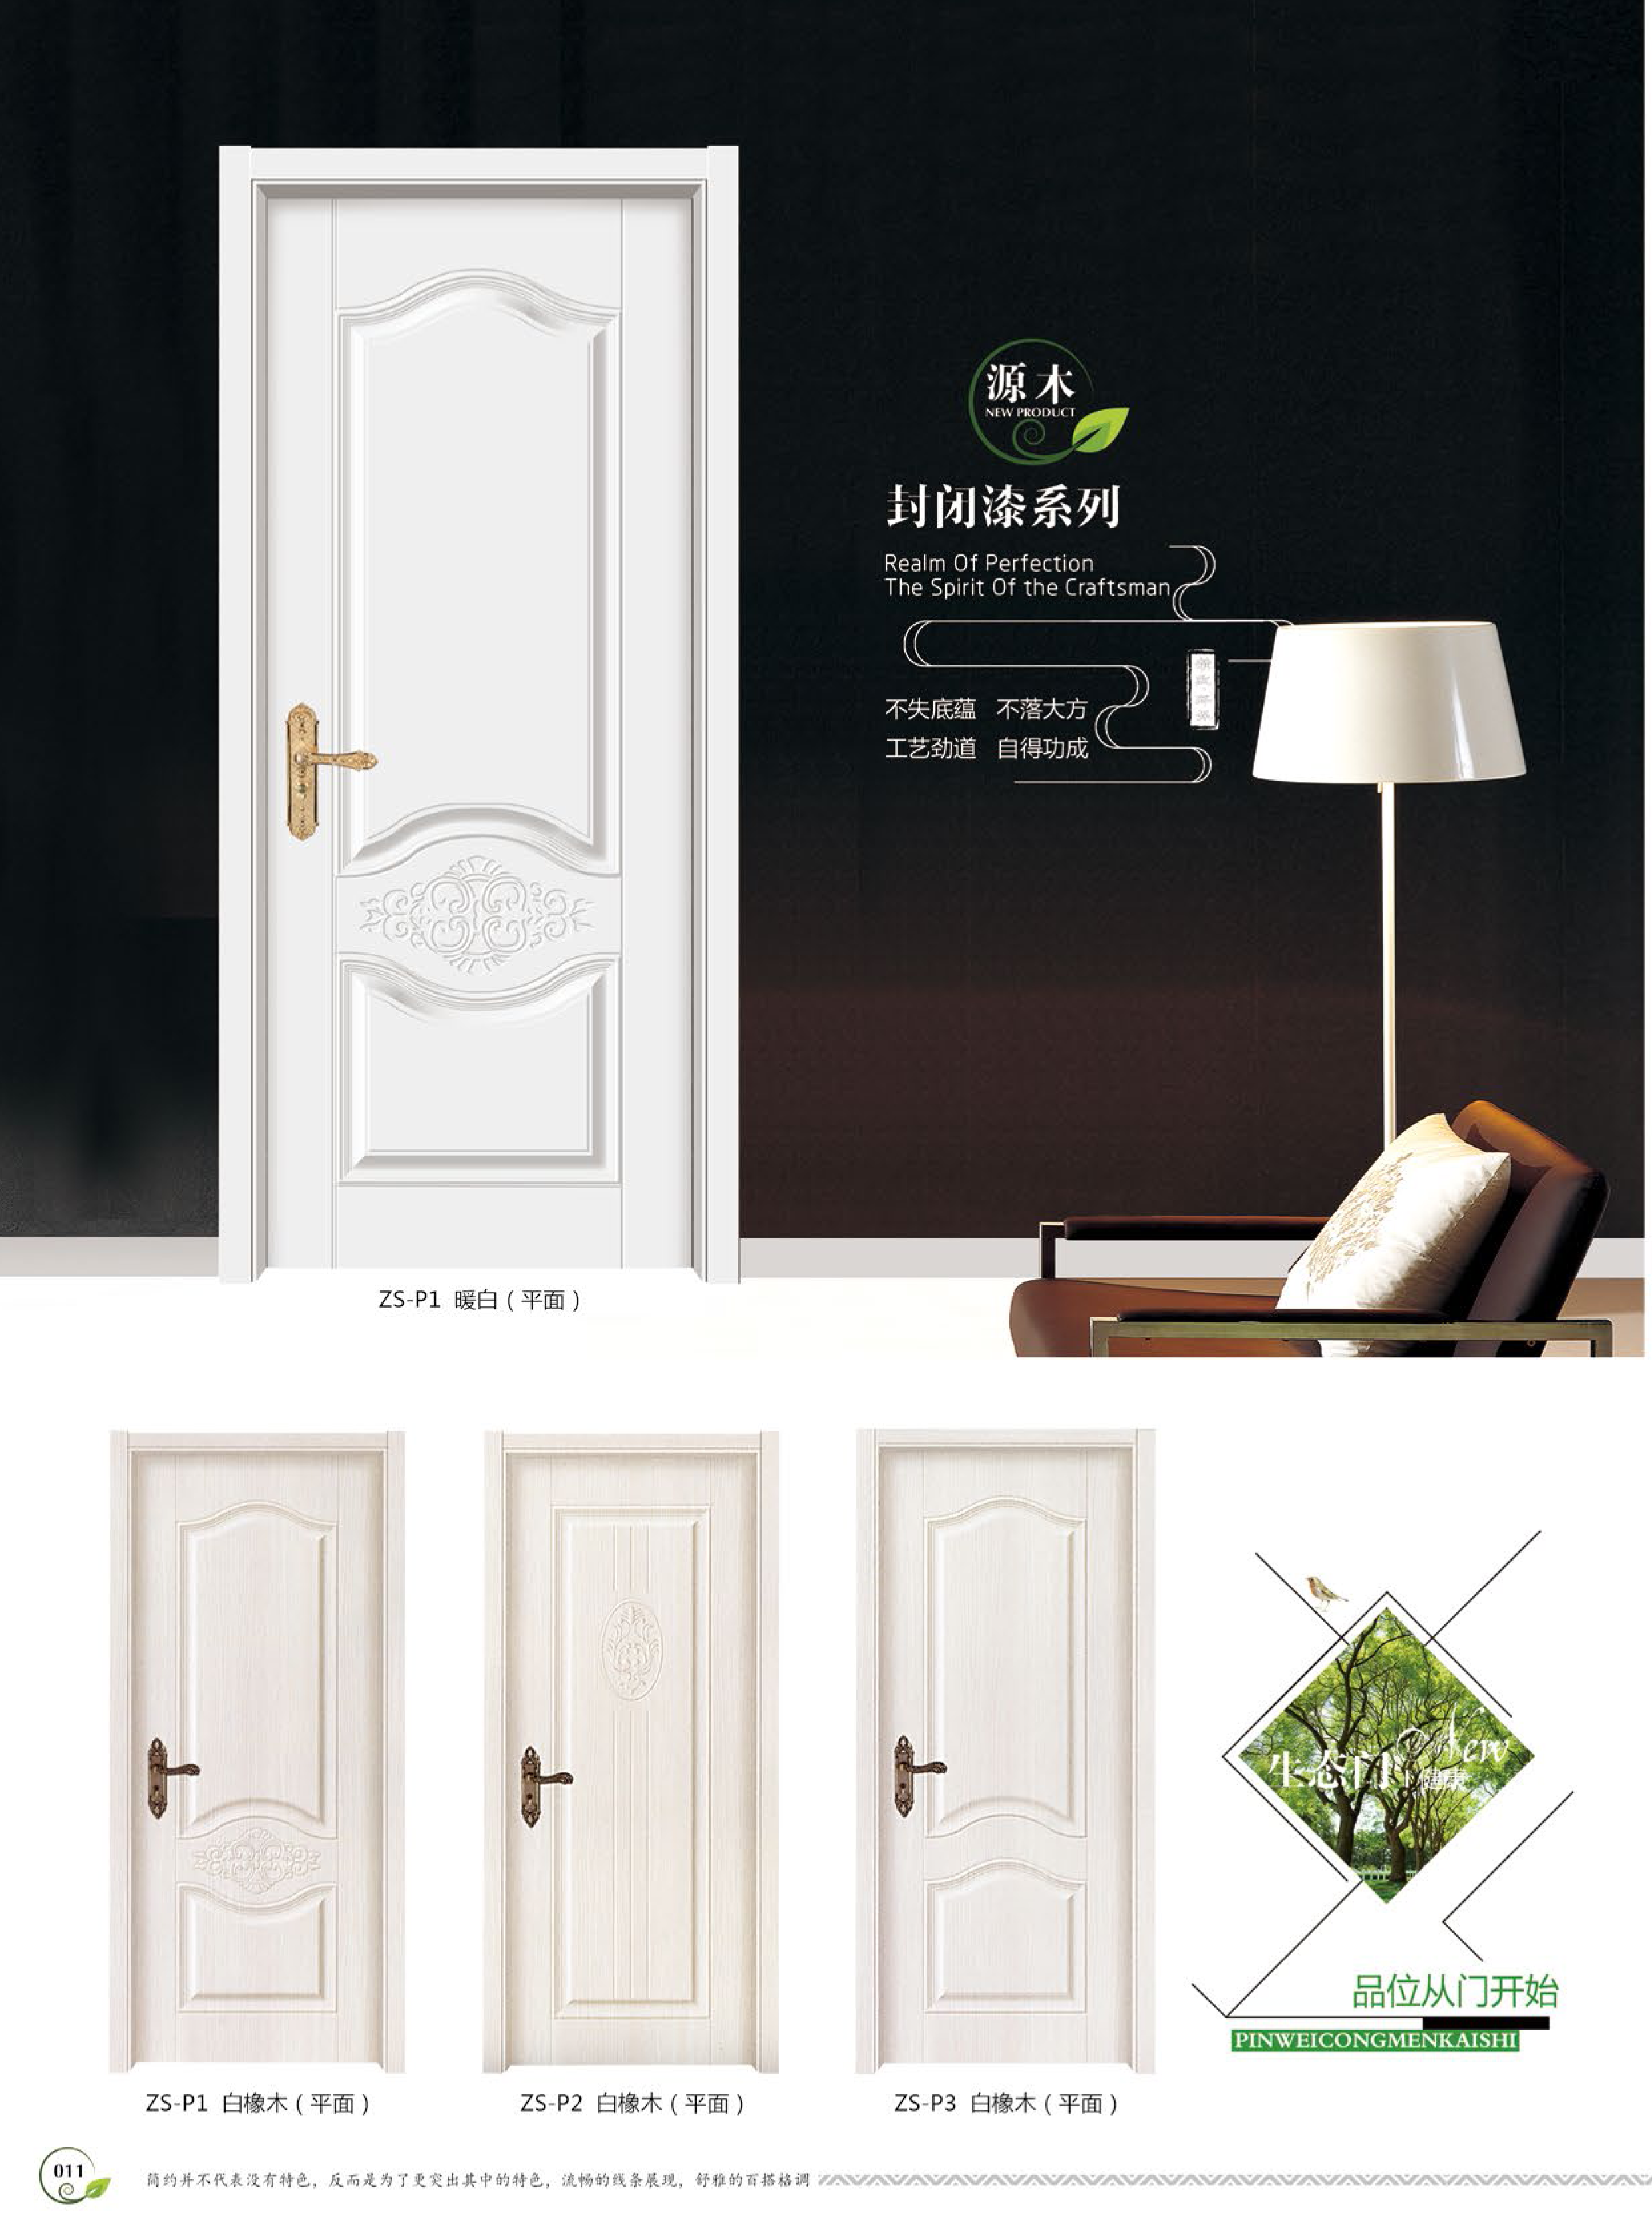 源木
NEW PRODUCT
封闭漆系列
Realm Of Perfection
The Spirit Of the Craftsman
不失底蕴 不落大方
工艺劲道 自得功成
ZS-P1 暖白（平面）
New
生态门 健康
品位从门开始
PINWEICONGMENKAISHI
ZS-P1 白橡木（平面）
ZS-P2 白橡木（平面）
ZS-P3 白橡木（平面）
011
简约并不代表没有特色，反而是为了更突出其中的特色，流畅的线条展现，舒雅的百搭格调